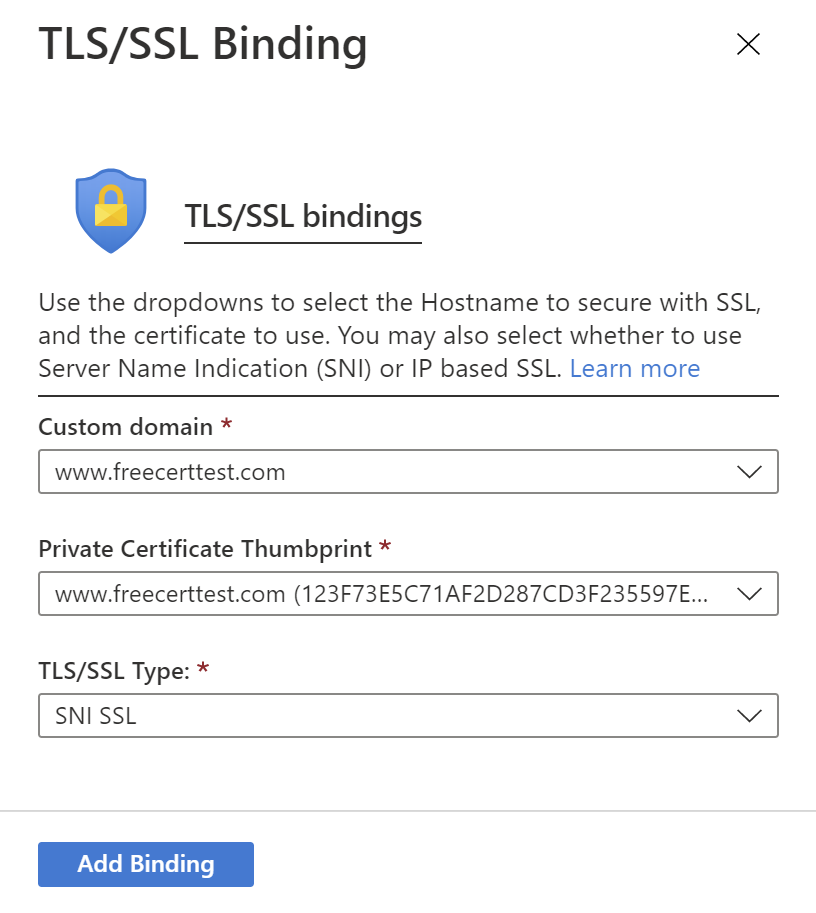 TLS/SSL Binding
TLS/SSL bindings
Use the dropdowns to select the Hostname to secure with SSL,
and the certificate to use. You may also select whether to use
Server Name Indication (SNI) or IP based SSL. Learn more
Custom domain *
www.freecerttest.com
Private Certificate Thumbprint *
www.freecerttest.com (123F73E5C71AF2D287CD3F235597E...
TLS/SSL Type: *
SNI SSL
Add Binding